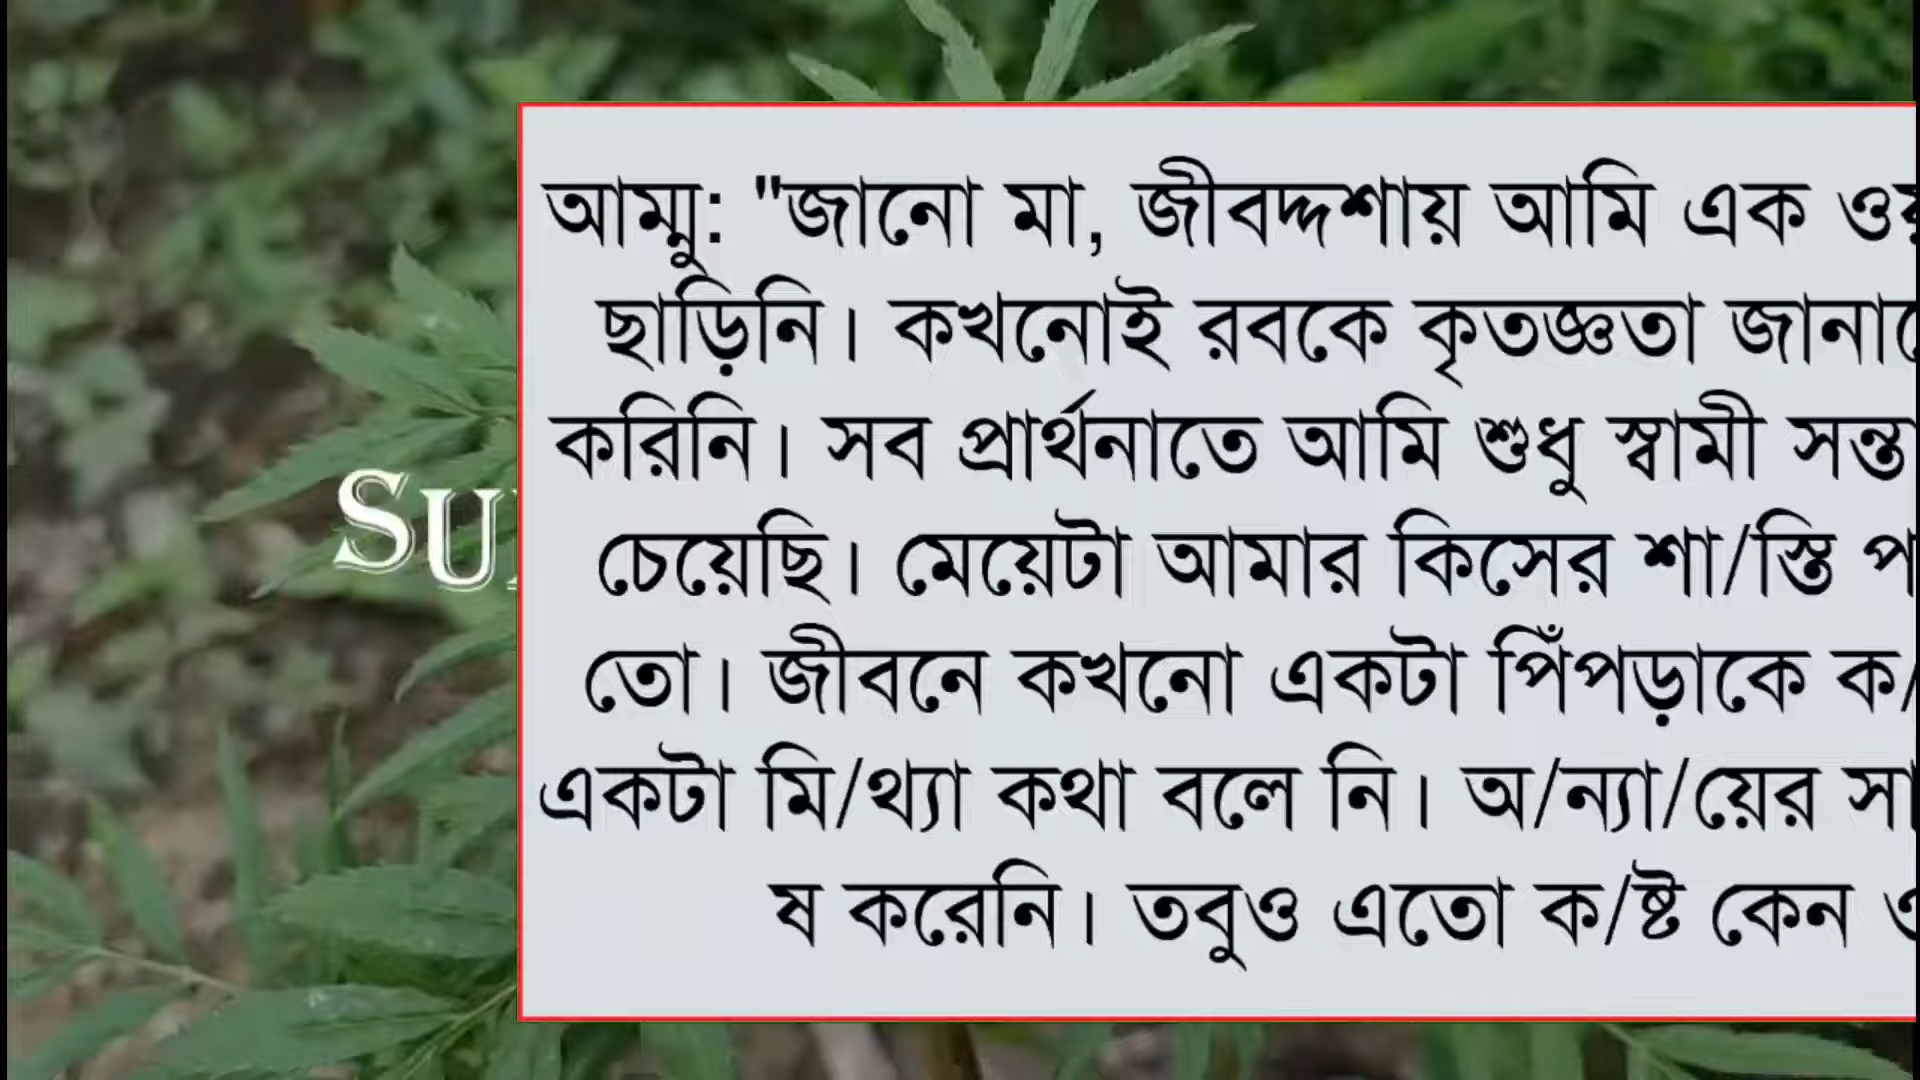 আম্মু: "জানো মা, জীবদ্দশায় আমি এক
ছাড়িনি। কখনোই রবকে কৃতজ্ঞতা
করিনি। সব প্রার্থনাতে আমি শুধু স্বামী
চেয়েছি। মেয়েটা আমার কিসের শা/স্তি
তো। জীবনে কখনো একটা পিঁপড়াকে
একটা মি/থ্যা কথা বলে নি। অ/ন্যা/য়ের
ষ করেনি। তবুও এতো ক/ষ্ট কেন